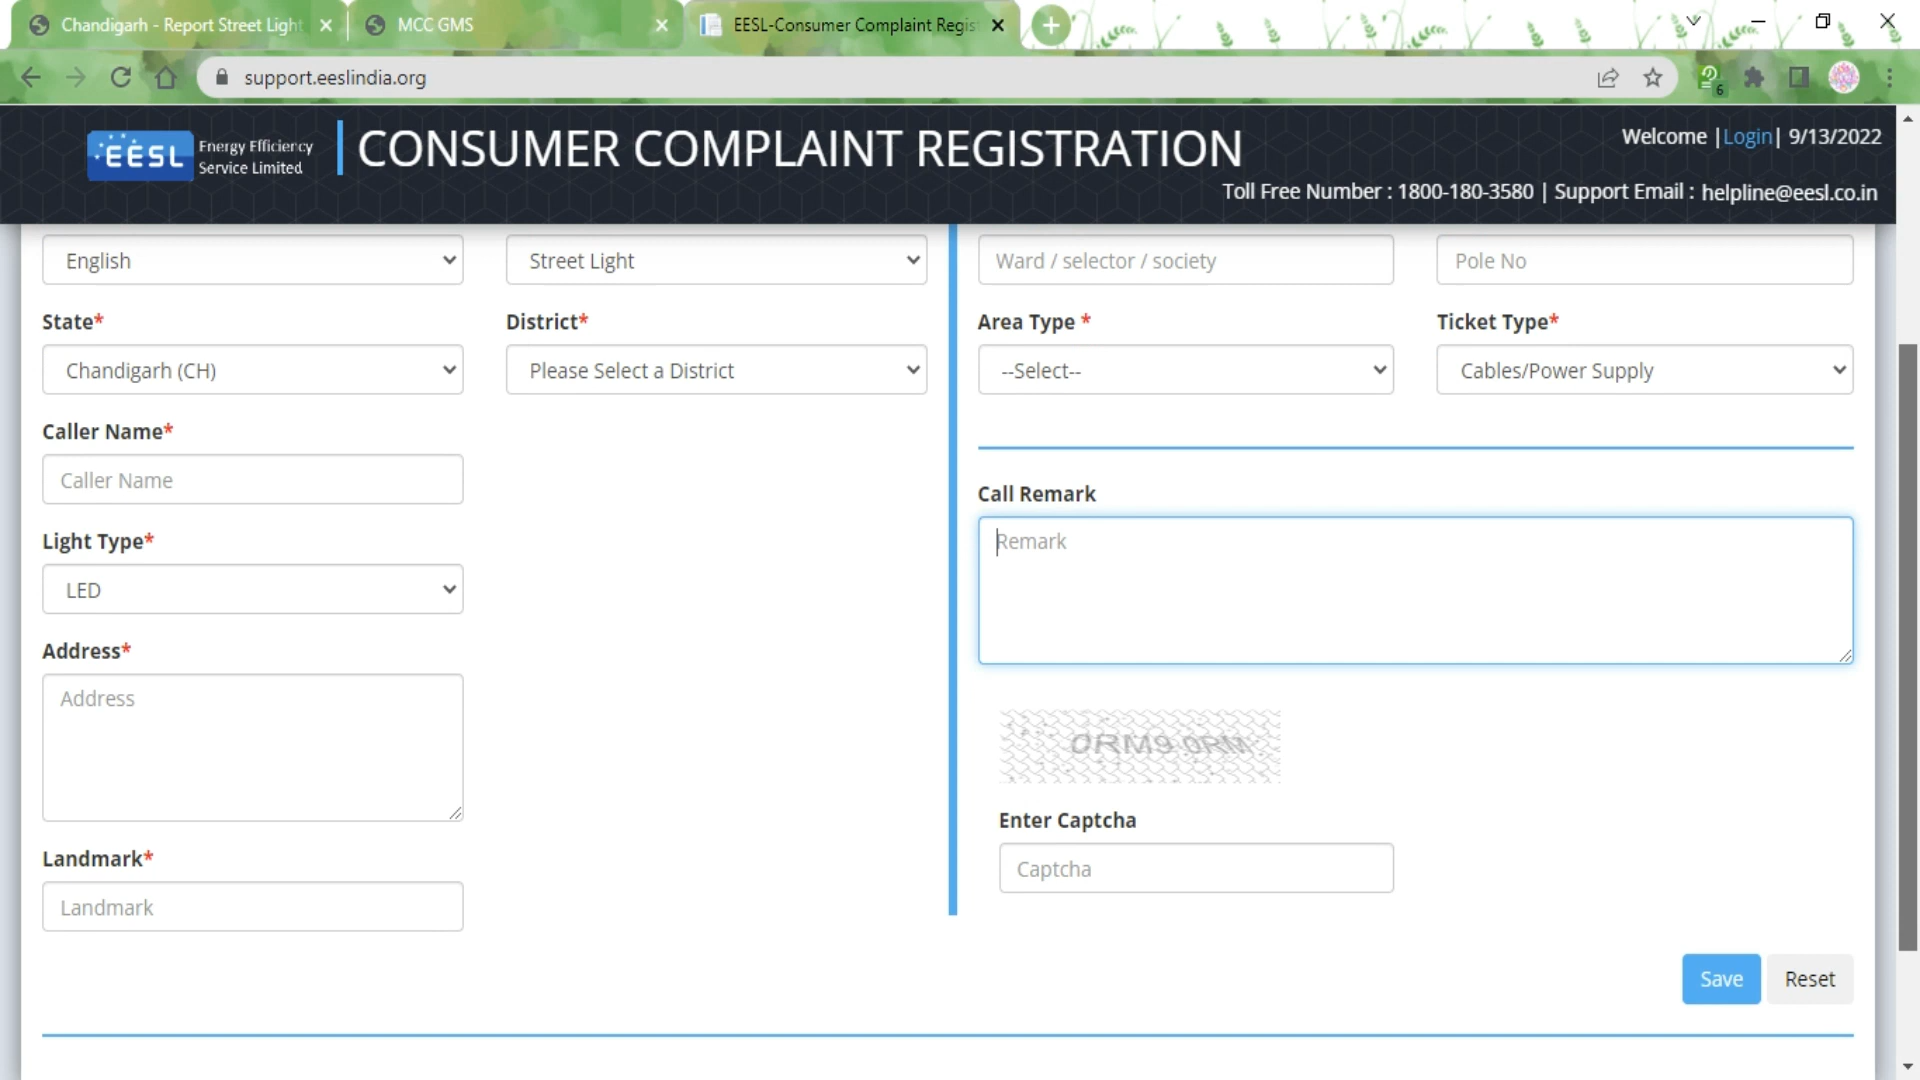 Chandigarh - Report Street Light
MCC GMS
EESL-Consumer Complaint Regis
support.eeslindia.org
6
EESL
Energy Efficiency
Service Limited
CONSUMER COMPLAINT REGISTRATION
Welcome |Login| 9/13/2022
Toll Free Number : 1800-180-3580 | Support Email : helpline@eesl.co.in
English
Street Light
Ward / selector / society
Pole No
State*
District*
Area Type *
Ticket Type*
Chandigarh (CH)
Please Select a District
--Select--
Cables/Power Supply
Caller Name*
Caller Name
Call Remark
Remark
Light Type*
LED
Address*
Address
0RM9 0RM
Enter Captcha
Captcha
Landmark*
Landmark
Save
Reset